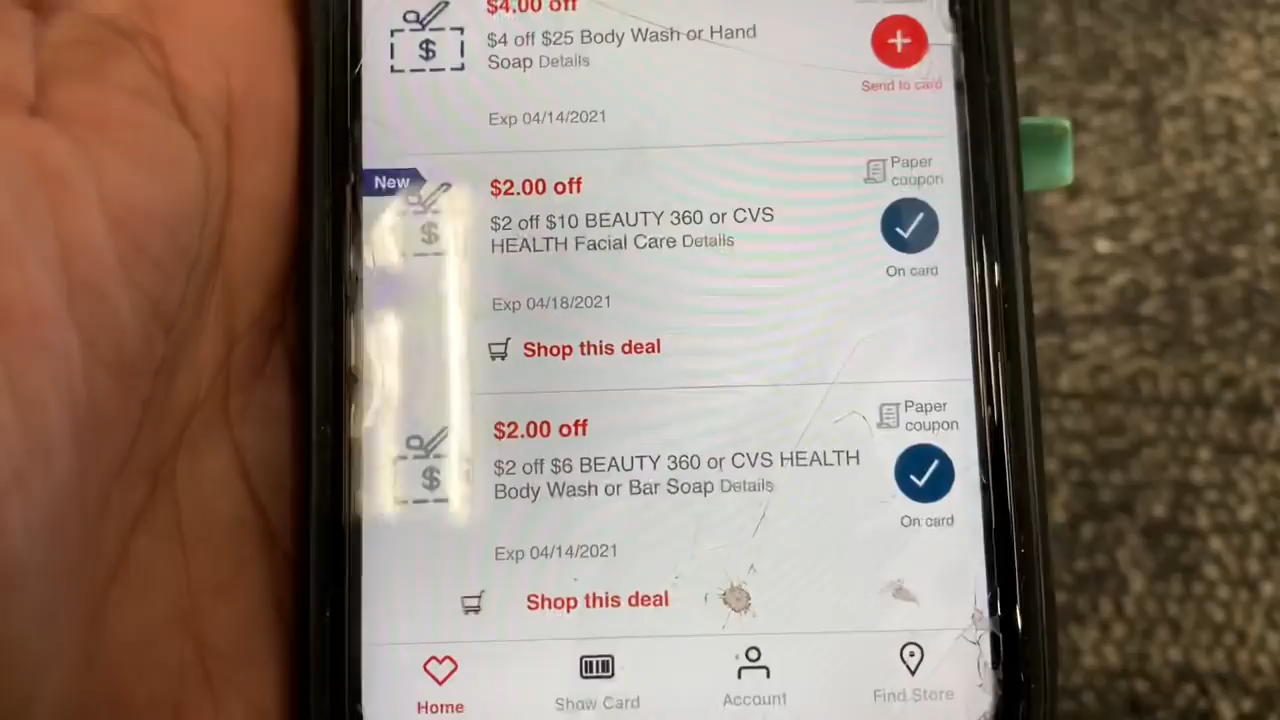 $4.00 off
$4 off $25 Body Wash or Hand
Soap Details
Send to card
Exp 04/14/2021
New
Paper
coupon
$2.00 off
$2 off $10 BEAUTY 360 or CVS
HEALTH Facial Care Details
On card
Exp 04/18/2021
Shop this deal
Paper
coupon
$2.00 off
$2 off $6 BEAUTY 360 or CVS HEALTH
Body Wash or Bar Soap Details
On card
Exp 04/14/2021
Shop this deal
Home
Show Card
Account
Find Store